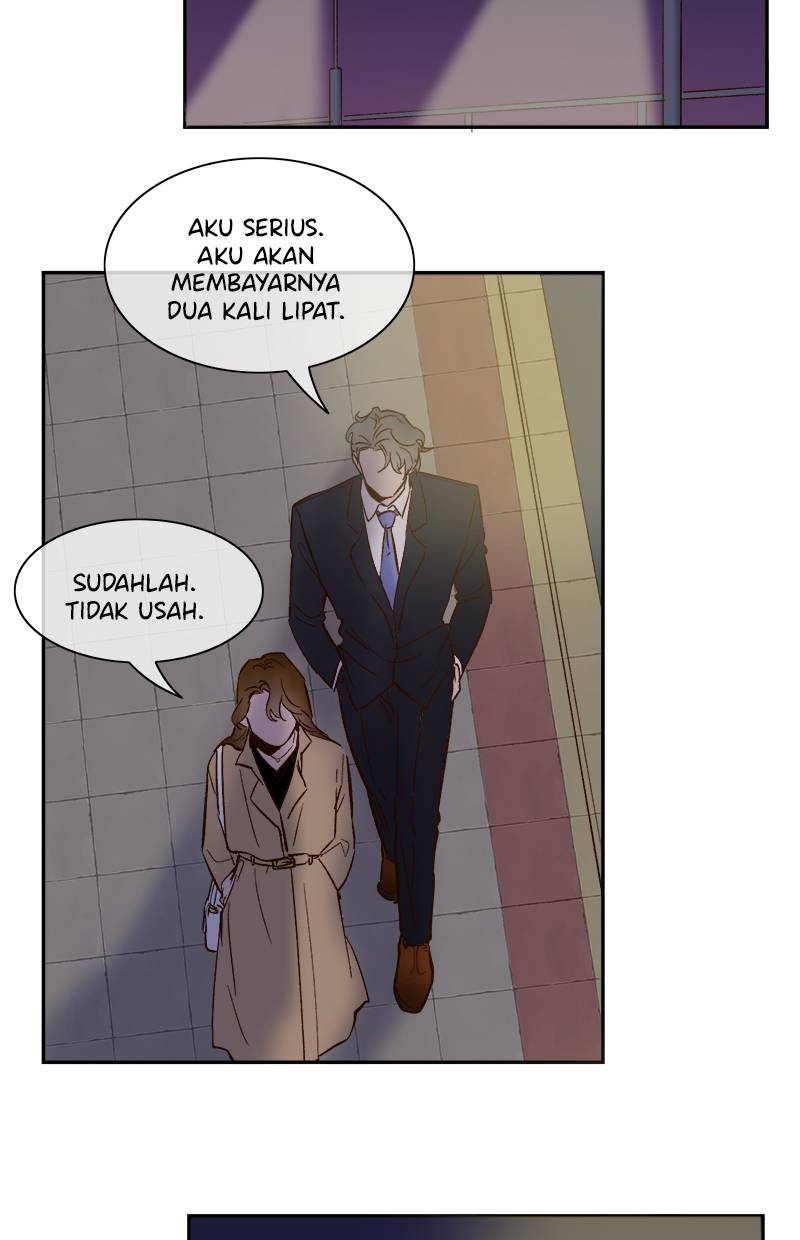 AKU SERIUS.
AKU AKAN
MEMBAYARNYA
DUA KALI LIPAT.
SUDAHLAH.
TIDAK USAH.